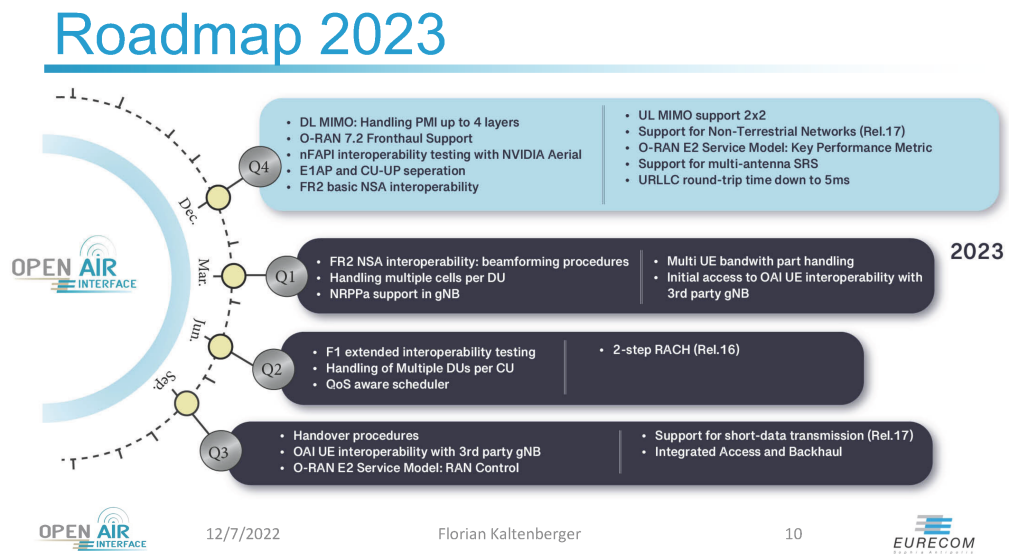 Roadmap 2023
Q4
• DL MIMO: Handling PMI up to 4 layers
• O-RAN 7.2 Fronthaul Support
• nFAPI interoperability testing with NVIDIA Aerial
• E1AP and CU-UP seperation
• FR2 basic NSA interoperability
• UL MIMO support 2x2
• Support for Non-Terrestrial Networks (Rel.17)
• O-RAN E2 Service Model: Key Performance Metric
• Support for multi-antenna SRS
• URLLC round-trip time down to 5ms
Dec.
2023
OPEN AIR
INTERFACE
Mar.
Q1
• FR2 NSA interoperability: beamforming procedures
• Handling multiple cells per DU
• NRPPa support in gNB
• Multi UE bandwith part handling
• Initial access to OAI UE interoperability with
3rd party gNB
Jun.
Q2
• F1 extended interoperability testing
• Handling of Multiple DUs per CU
• QoS aware scheduler
• 2-step RACH (Rel.16)
Sep.
Q3
• Handover procedures
• OAI UE interoperability with 3rd party gNB
• O-RAN E2 Service Model: RAN Control
• Support for short-data transmission (Rel.17)
• Integrated Access and Backhaul
OPEN AIR
INTERFACE
12/7/2022
Florian Kaltenberger
10
EURECOM
Sophia Antipolis